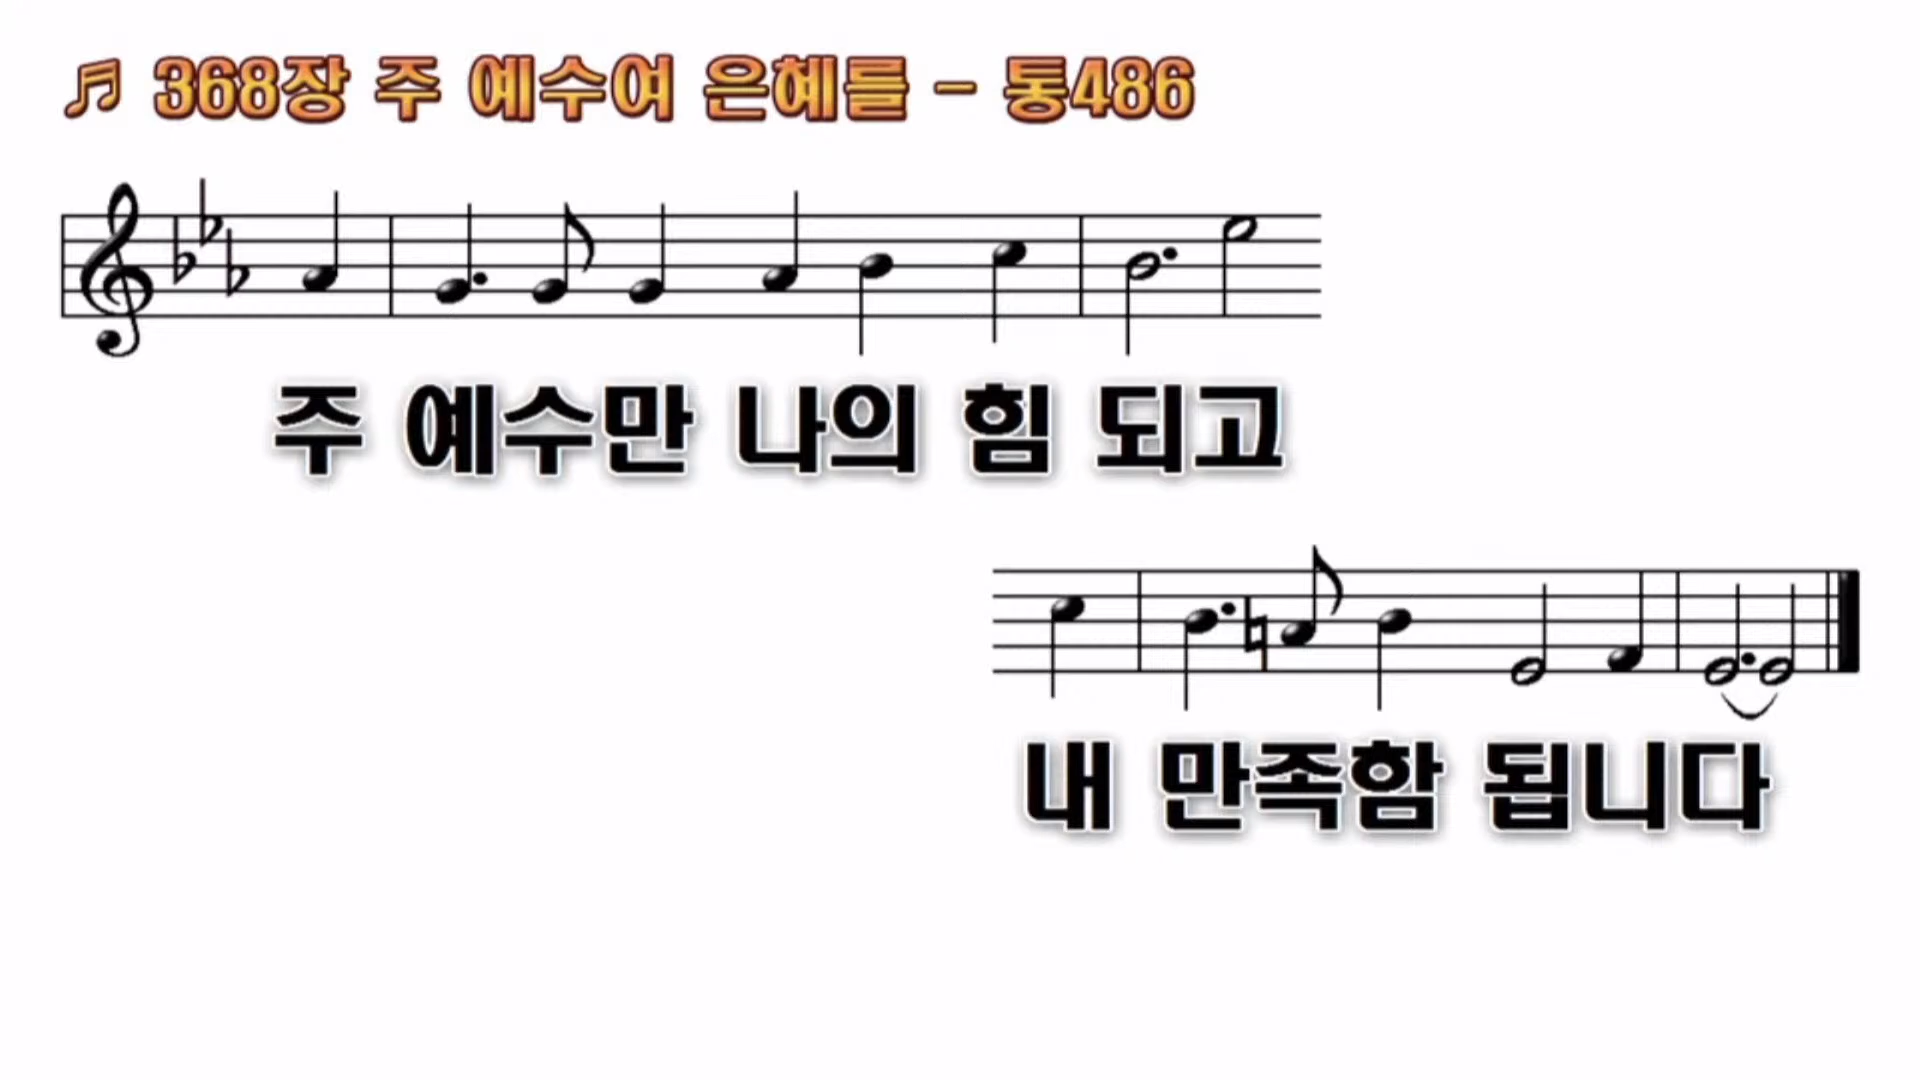 368장 주 예수여 은혜를 - 통486
주 예수만 나의 힘 되고
내 만족함 됩니다